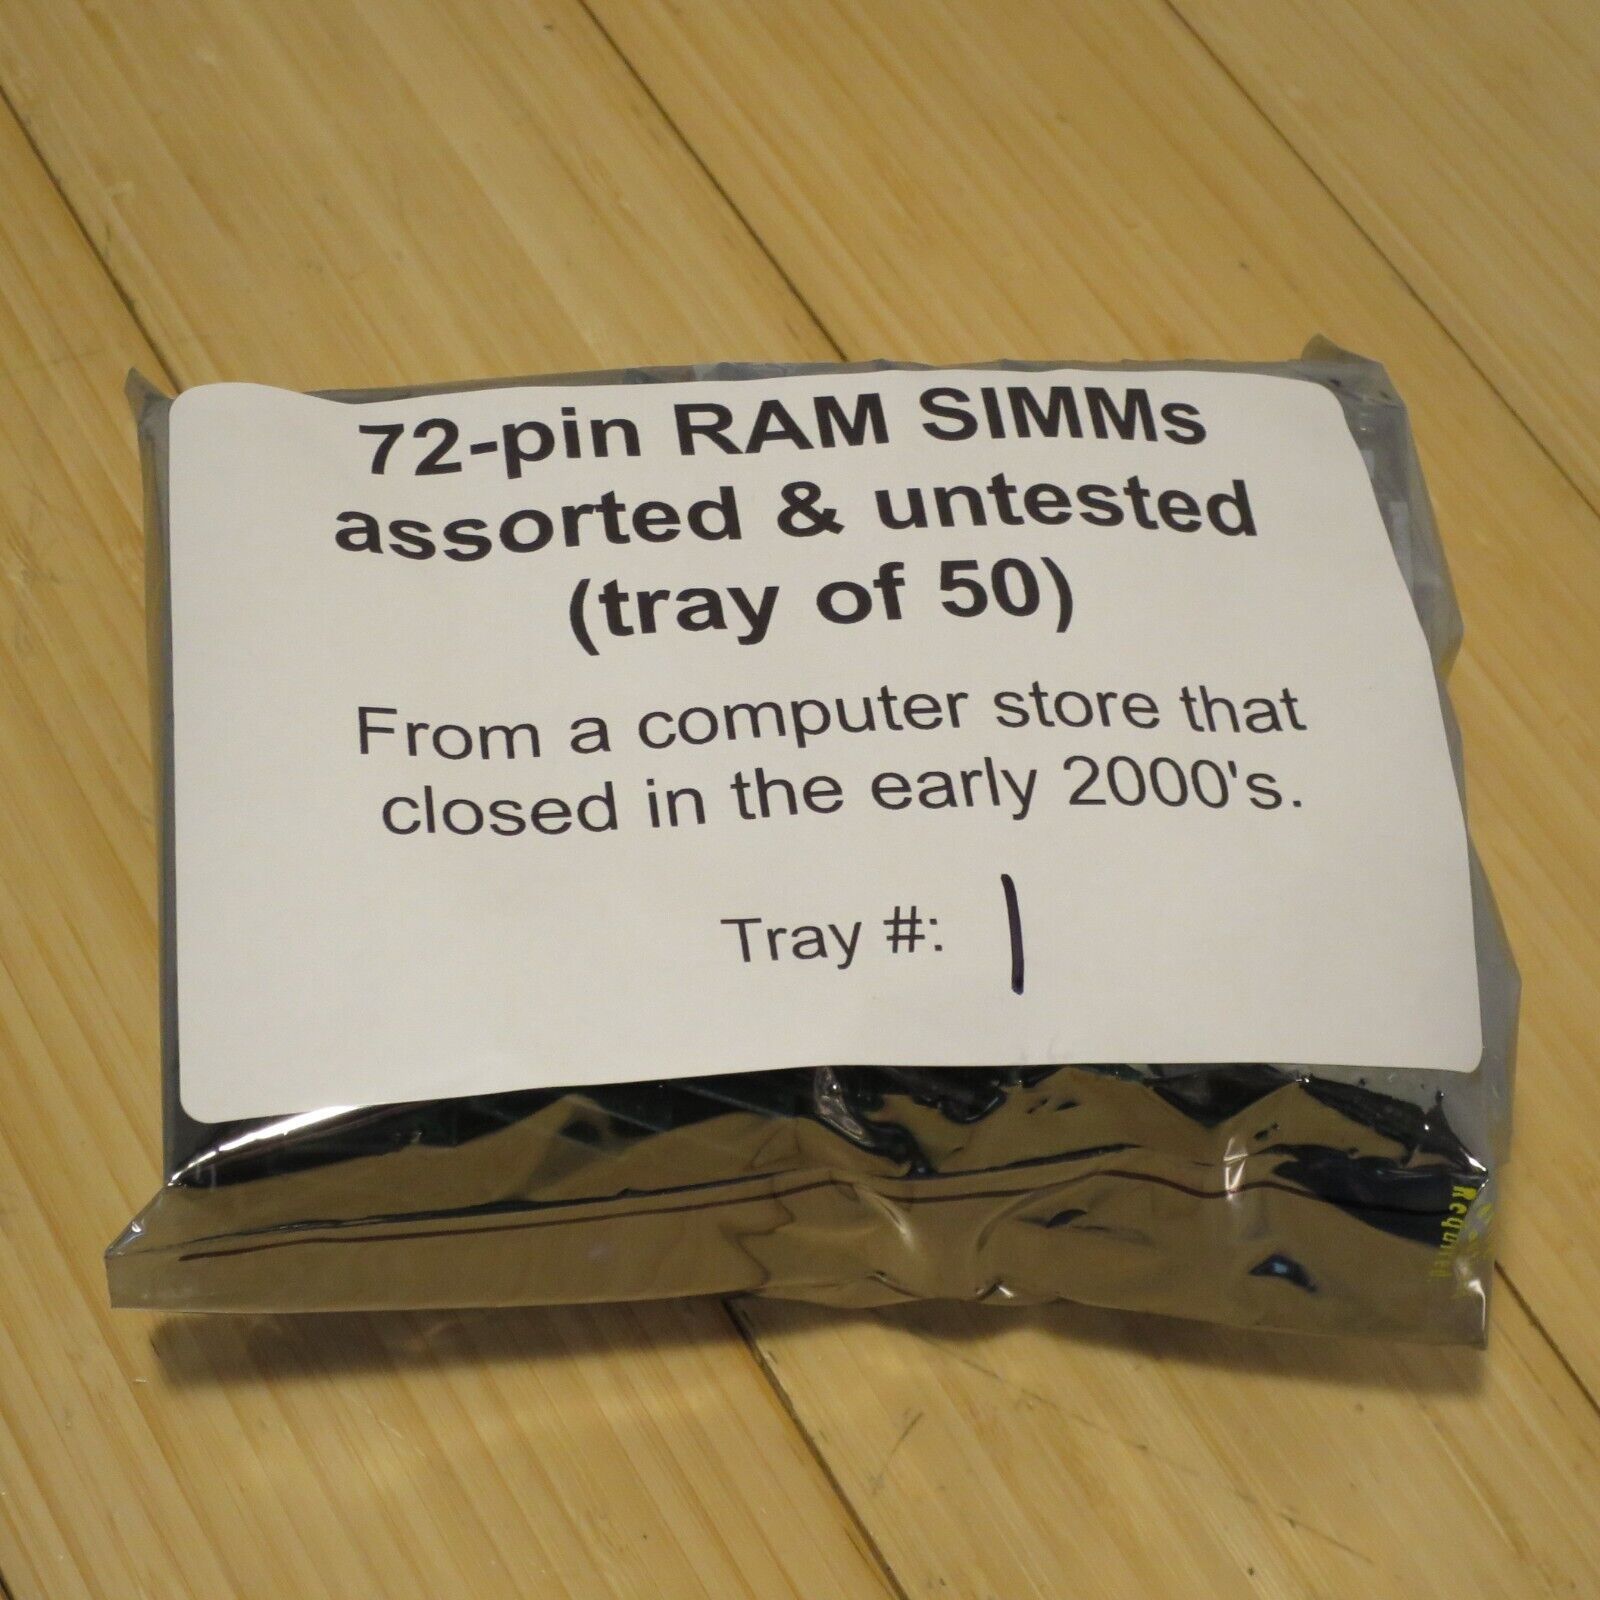 72-pin RAM SIMMs
assorted & untested
(tray of 50)
From a computer store that
closed in the early 2000's.
Tray #: 1
Required